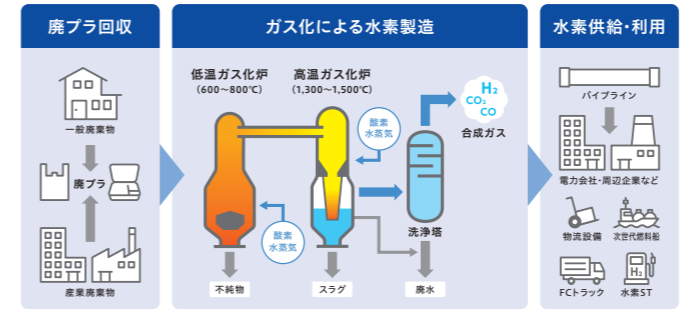 廃プラ回収
一般廃棄物
廃プラ
産業廃棄物
ガス化による水素製造
低温ガス化炉
（600～800℃）
高温ガス化炉
（1,300～1,500℃）
酸素
水蒸気
酸素
水蒸気
H₂
CO₂
CO
合成ガス
洗浄塔
不純物
スラグ
廃水
水素供給・利用
パイプライン
電力会社・周辺企業など
物流設備
次世代燃料船
FCトラック
H₂
水素ST